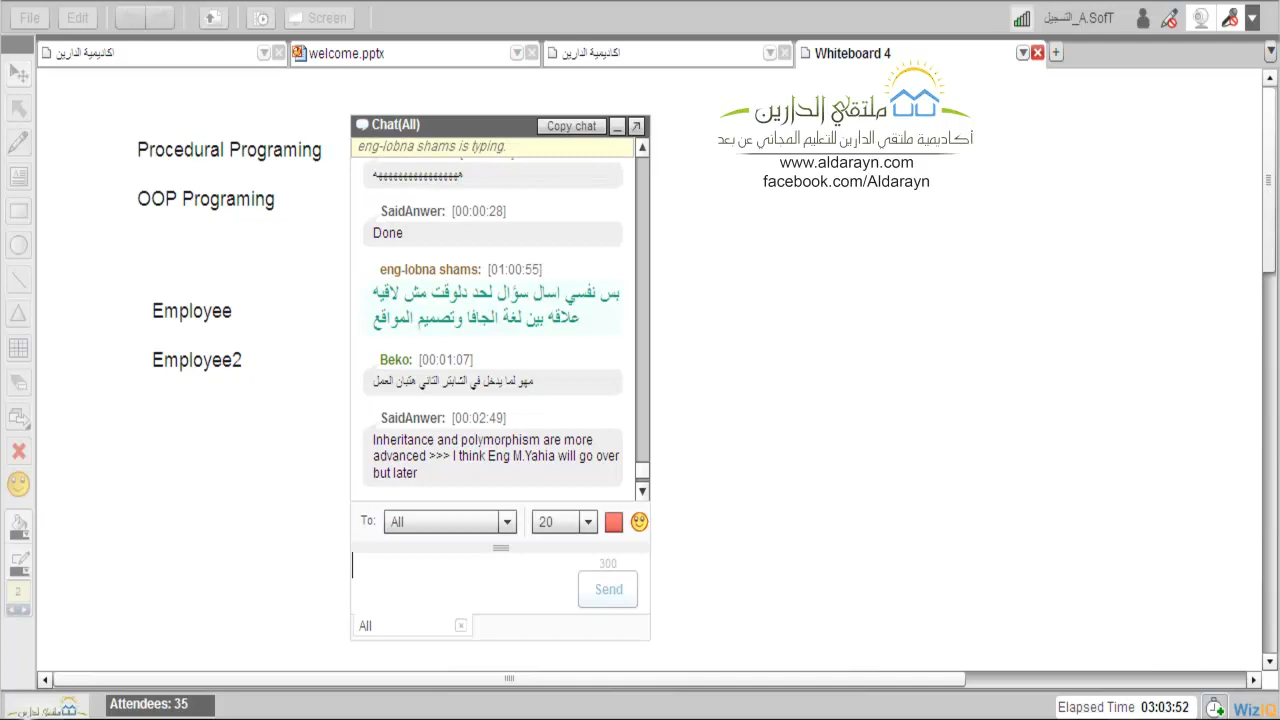 File
Edit
Screen
التسجيل_A.SofT
اكاديمية الدارين
welcome.pptx
اكاديمية الدارين
Whiteboard 4
ملتقي الدارين
أكاديمية ملتقي الدارين للتعليم المجاني عن بعد
www.aldarayn.com
facebook.com/Aldarayn
Procedural Programing
OOP Programing
Employee
Employee2
Chat(All)
Copy chat
eng-lobna shams is typing.
SaidAnwer: [00:00:28]
Done
eng-lobna shams: [01:00:55]
بس نفسي اسال سؤال لحد دلوقت مش لاقيه
علاقه بين لغة الجافا وتصميم المواقع
Beko: [00:01:07]
مهو لما يدخل في الشابتر التاني هتبان العمل
SaidAnwer: [00:02:49]
Inheritance and polymorphism are more
advanced >>> I think Eng M.Yahia will go over
but later
To:
All
20
300
Send
All
2
Attendees: 35
Elapsed Time 03:03:52
WizIQ